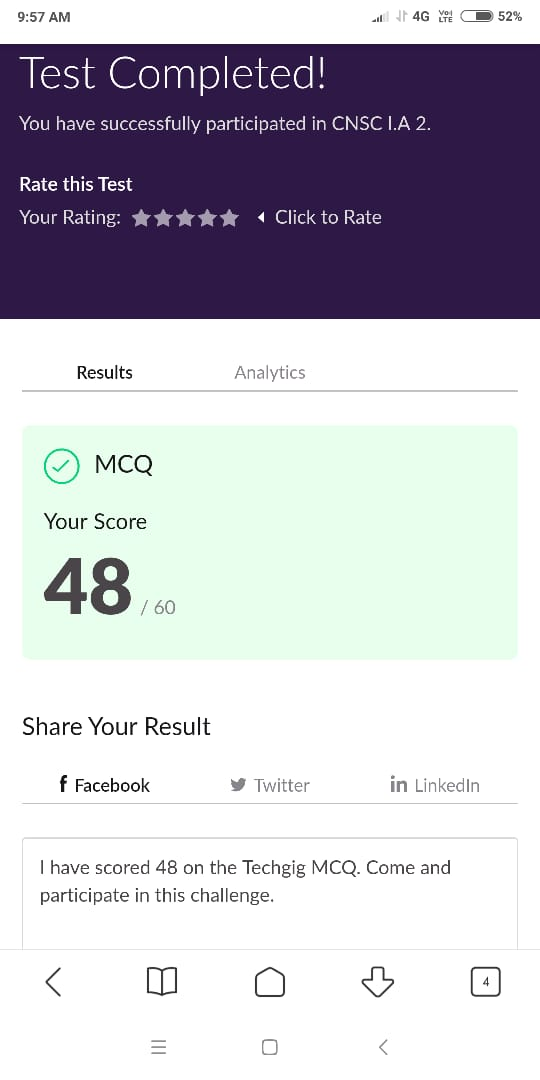 9:57 AM 4G VoLTE 52%
Test Completed!
You have successfully participated in CNSC I.A 2.
Rate this Test
Your Rating: Click to Rate
Results Analytics
MCQ
Your Score
48 / 60
Share Your Result
f Facebook Twitter in LinkedIn
I have scored 48 on the Techgig MCQ. Come and
participate in this challenge.
4